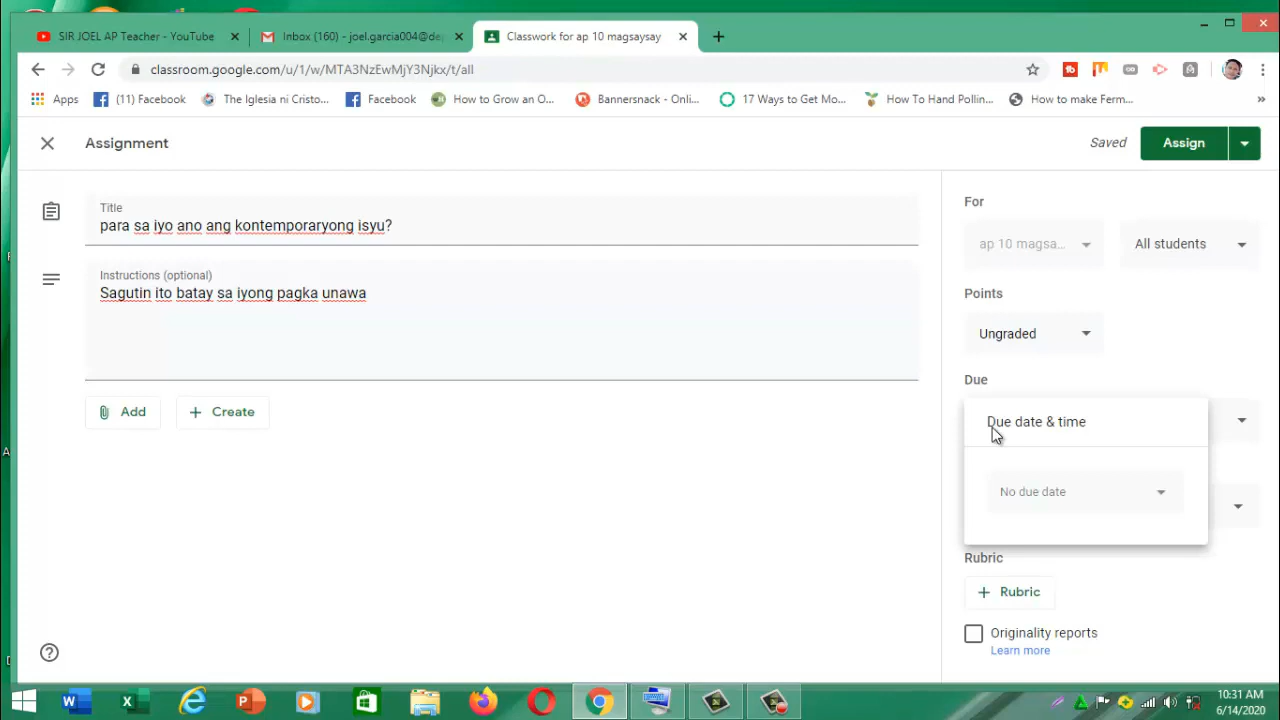 SIR JOEL AP Teacher - YouTube
Inbox (160) - joel.garcia004@de
Classwork for ap 10 magsaysay
classroom.google.com/u/1/w/MTA3NzEwMjY3Njkx/t/all
Apps
(11) Facebook
The Iglesia ni Cristo...
Facebook
How to Grow an O...
Bannersnack - Onli...
17 Ways to Get Mo...
How To Hand Pollin...
How to make Ferm...
Assignment
Saved
Assign
Title
para sa iyo ano ang kontemporaryong isyu?
Instructions (optional)
Sagutin ito batay sa iyong pagka unawa
Add
Create
For
ap 10 magsa...
All students
Points
Ungraded
Due
Due date & time
No due date
Rubric
Rubric
Originality reports
Learn more
10:31 AM
6/14/2020